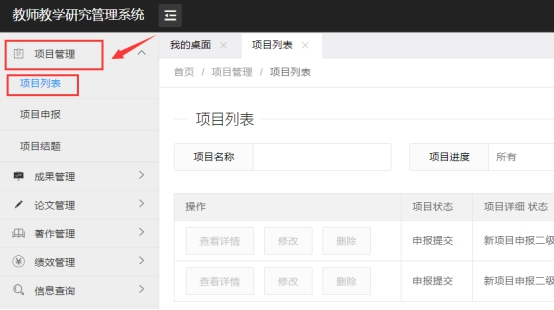 教师教学研究管理系统
项目管理
项目列表
项目申报
项目结题
成果管理
论文管理
著作管理
绩效管理
信息查询
我的桌面 项目列表
首页 / 项目管理 / 项目列表
项目列表
项目名称 项目进度 所有
操作 项目状态 项目详细 状态
查看详情 修改 删除 申报提交 新项目申报二级
查看详情 修改 删除 申报提交 新项目申报二级